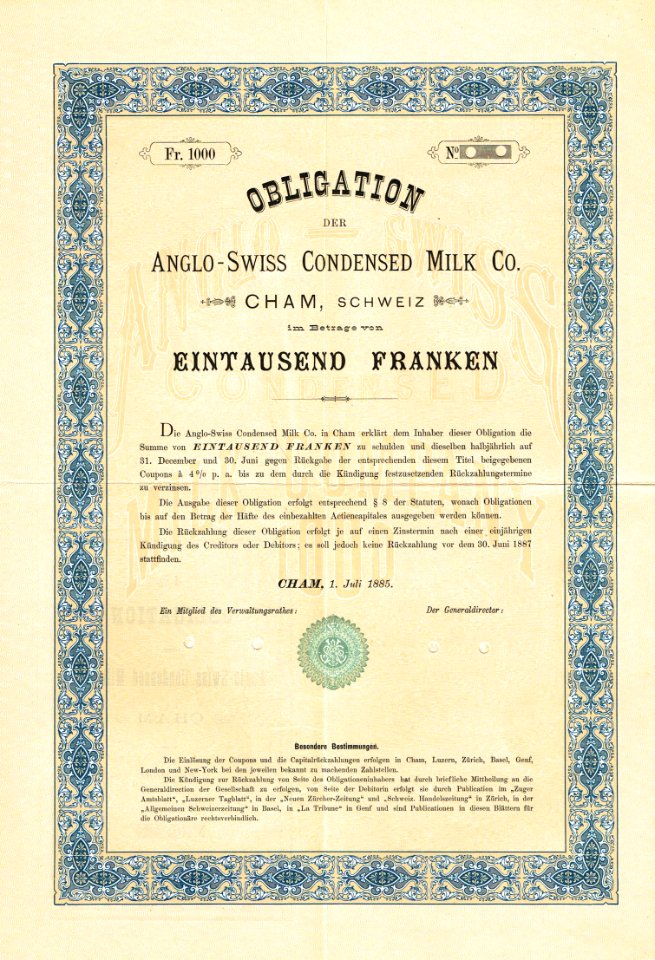 Fr. 1000
No
OBLIGATION
DER
ANGLO-SWISS CONDENSED MILK CO.
CHAM, SCHWEIZ
im Betrage von
EINTAUSEND FRANKEN
Die Anglo-Swiss Condensed Milk Co. in Cham erklärt dem Inhaber dieser Obligation die
Summe von EINTAUSEND FRANKEN zu schulden und dieselben halbjährlich auf
31. December und 30. Juni gegen Rückgabe der entsprechenden diesem Titel beigegebenen
Coupons à 4% p. a. bis zu dem durch die Kündigung festzusetzenden Rückzahlungstermine
zu verzinsen.
Die Ausgabe dieser Obligation erfolgt entsprechend § 8 der Statuten, wonach Obligationen
bis auf den Betrag der Häfte des einbezahlten Actiencapitales ausgegeben werden können.
Die Rückzahlung dieser Obligation erfolgt je auf einen Zinstermin nach einer einjährigen
Kündigung des Creditors oder Debitors; es soll jedoch keine Rückzahlung vor dem 30. Juni 1887
stattfinden.
CHAM, 1. Juli 1885.
Ein Mitglied des Verwaltungsrathes: Der Generaldirector:
Besondere Bestimmungen.
Die Einlösung der Coupons und die Capitalrückzahlungen erfolgen in Cham, Luzern, Zürich, Basel, Genf,
London und New-York bei den jeweilen bekannt zu machenden Zahlstellen.
Die Kündigung zur Rückzahlung von Seite des Obligationeninhabers hat durch briefliche Mittheilung an die
Generaldirection der Gesellschaft zu erfolgen, von Seite der Debitorin erfolgt sie durch Publication im „Zuger
Amtsblatt", „Luzerner Tagblatt", in der „Neuen Zürcher-Zeitung" und „Schweiz. Handelszeitung" in Zürich, in der
„Allgemeinen Schweizerzeitung" in Basel, in „La Tribune" in Genf und sind Publicationen in diesen Blättern für
die Obligationäre rechtsverbindlich.